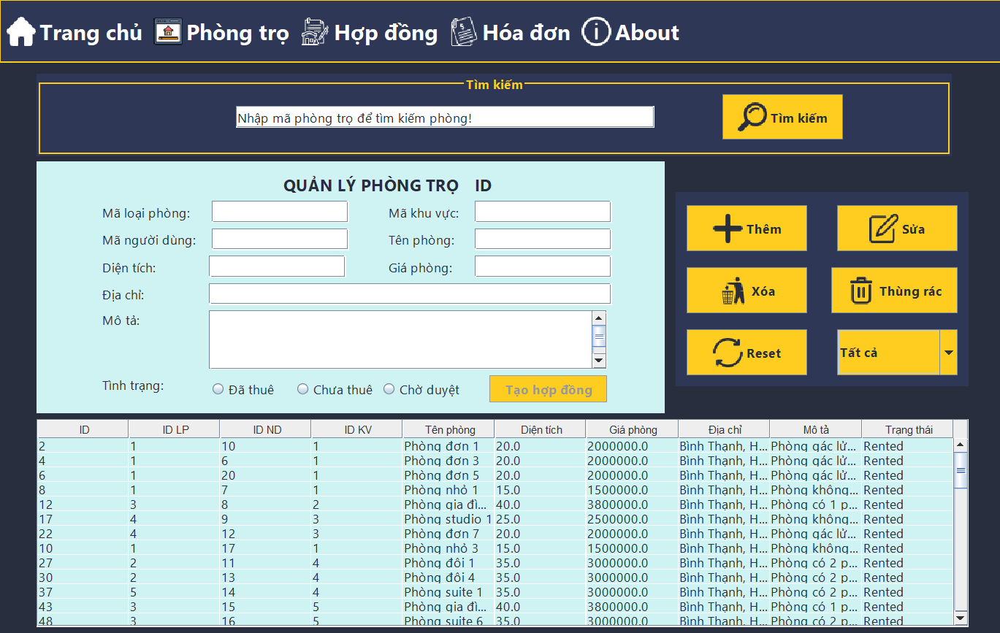 Trang chủ Phòng trọ Hợp đồng Hóa đơn About
Tìm kiếm
Nhập mã phòng trọ để tìm kiếm phòng! Tìm kiếm
QUẢN LÝ PHÒNG TRỌ ID
Mã loại phòng: Mã khu vực:
Mã người dùng: Tên phòng:
Diện tích: Giá phòng:
Địa chỉ:
Mô tả:
Tình trạng: Đã thuê Chưa thuê Chờ duyệt Tạo hợp đồng
Thêm Sửa
Xóa Thùng rác
Reset Tất cả
ID ID LP ID ND ID KV Tên phòng Diện tích Giá phòng Địa chỉ Mô tả Trạng thái
2 1 10 1 Phòng đơn 1 20.0 2000000.0 Bình Thạnh, H... Phòng gác lử... Rented
4 1 6 1 Phòng đơn 3 20.0 2000000.0 Bình Thạnh, H... Phòng gác lử... Rented
6 1 20 1 Phòng đơn 5 20.0 2000000.0 Bình Thạnh, H... Phòng gác lử... Rented
8 1 7 1 Phòng nhỏ 1 15.0 1500000.0 Bình Thạnh, H... Phòng không... Rented
12 3 8 2 Phòng gia đì... 40.0 3800000.0 Bình Thạnh, H... Phòng có 1 p... Rented
17 4 9 3 Phòng studio 1 25.0 2500000.0 Bình Thạnh, H... Phòng không... Rented
22 4 12 3 Phòng đơn 7 20.0 2000000.0 Bình Thạnh, H... Phòng gác lử... Rented
10 1 17 1 Phòng nhỏ 3 15.0 1500000.0 Bình Thạnh, H... Phòng không... Rented
27 2 11 4 Phòng đôi 1 35.0 3000000.0 Bình Thạnh, H... Phòng có 2 p... Rented
30 2 13 4 Phòng đôi 4 35.0 3000000.0 Bình Thạnh, H... Phòng có 2 p... Rented
37 5 14 4 Phòng suite 1 35.0 3000000.0 Bình Thạnh, H... Phòng có 2 p... Rented
43 3 15 5 Phòng gia đì... 40.0 3800000.0 Bình Thạnh, H... Phòng có 1 p... Rented
48 3 16 5 Phòng suite 6 35.0 3000000.0 Bình Thạnh, H... Phòng có 2 p... Rented